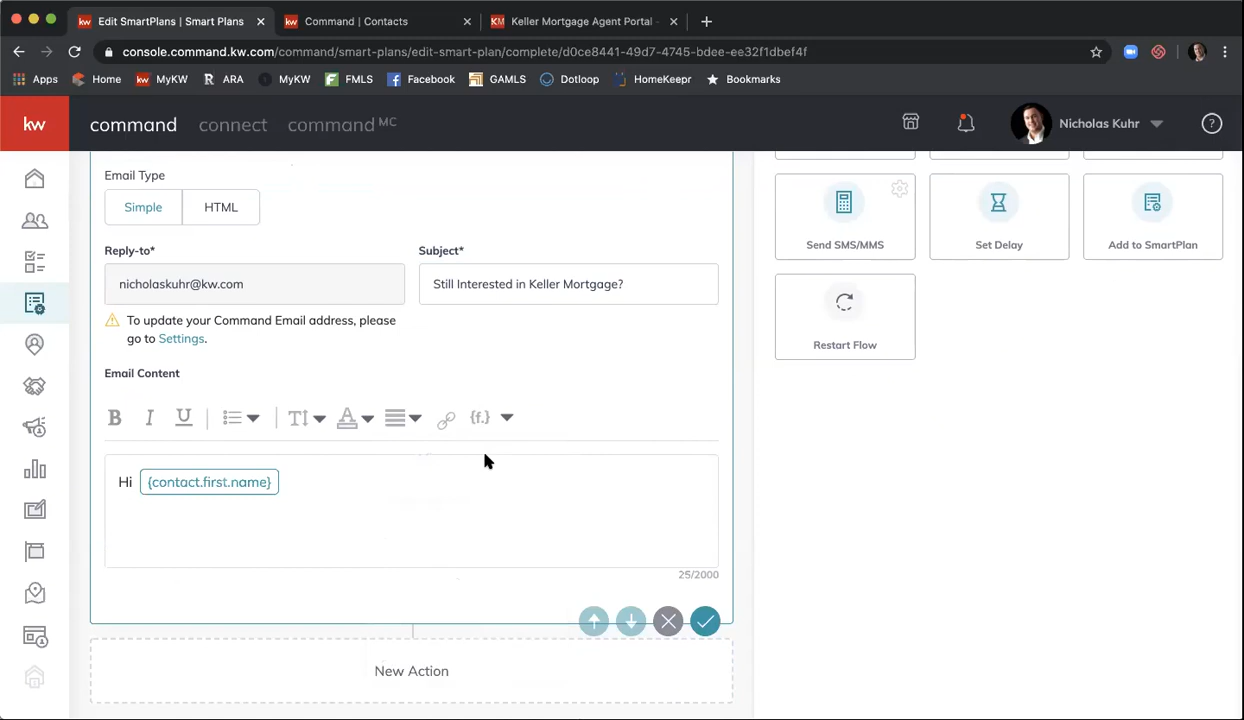 Edit SmartPlans | Smart Plans
Command | Contacts
Keller Mortgage Agent Portal -
console.command.kw.com/command/smart-plans/edit-smart-plan/complete/d0ce8441-49d7-4745-bdee-ee32f1dbef4f
Apps Home MyKW ARA MyKW FMLS Facebook GAMLS Dotloop HomeKeepr Bookmarks
kw command connect command MC Nicholas Kuhr
Email Type
Simple HTML
Reply-to* Subject*
nicholaskuhr@kw.com Still Interested in Keller Mortgage?
To update your Command Email address, please
go to Settings.
Email Content
B I U {f.}
Hi {contact.first.name}
25/2000
New Action
Send SMS/MMS Set Delay Add to SmartPlan
Restart Flow